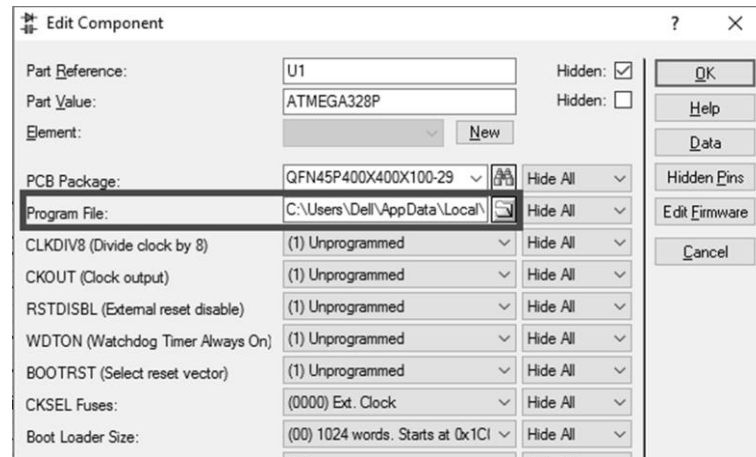 Edit Component ? ×
Part Reference: U1 Hidden: OK
Part Value: ATMEGA328P Hidden: Help
Element: New Data
PCB Package: QFN45P400X400X100-29 Hide All Hidden Pins
Program File: C:\Users\Dell\AppData\Local\ Hide All Edit Firmware
CLKDIV8 (Divide clock by 8) (1) Unprogrammed Hide All Cancel
CKOUT (Clock output) (1) Unprogrammed Hide All
RSTDISBL (External reset disable) (1) Unprogrammed Hide All
WDTON (Watchdog Timer Always On) (1) Unprogrammed Hide All
BOOTRST (Select reset vector) (1) Unprogrammed Hide All
CKSEL Fuses: (0000) Ext. Clock Hide All
Boot Loader Size: (00) 1024 words. Starts at 0x1C Hide All